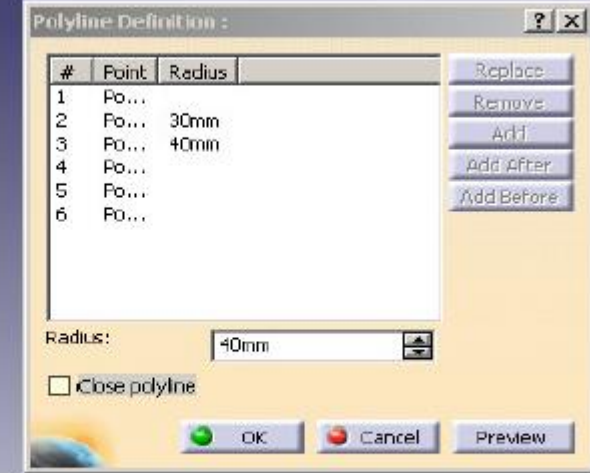 Polyline Definition :
? X
# Point Radius
1 Po...
2 Po... 30mm
3 Po... 40mm
4 Po...
5 Po...
6 Po...
Replace
Remove
Add
Add After
Add Before
Radius: 40mm
Close polyline
OK Cancel Preview